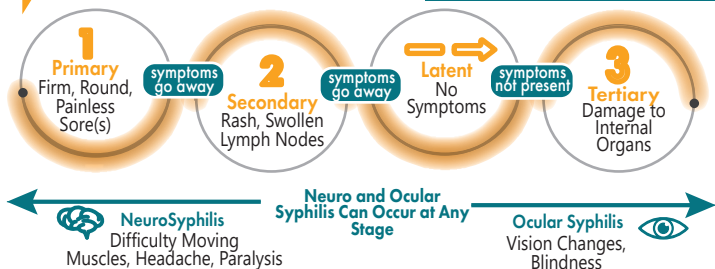 1
Primary
Firm, Round,
Painless
Sore(s)
symptoms
go away
2
Secondary
Rash, Swollen
Lymph Nodes
symptoms
go away
Latent
No
Symptoms
symptoms
not present
3
Tertiary
Damage to
Internal
Organs
Neuro and Ocular
Syphilis Can Occur at Any
Stage
NeuroSyphilis
Difficulty Moving
Muscles, Headache, Paralysis
Ocular Syphilis
Vision Changes,
Blindness